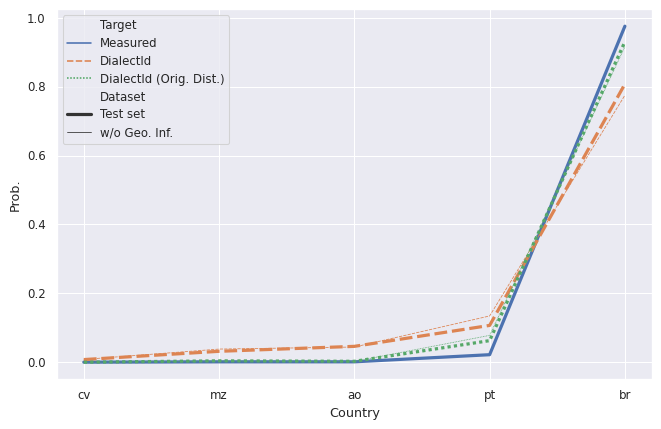 Target
Measured
DialectId
DialectId (Orig. Dist.)
Dataset
Test set
w/o Geo. Inf.
1.0
0.8
0.6
0.4
0.2
0.0
Prob.
cv mz ao pt br
Country